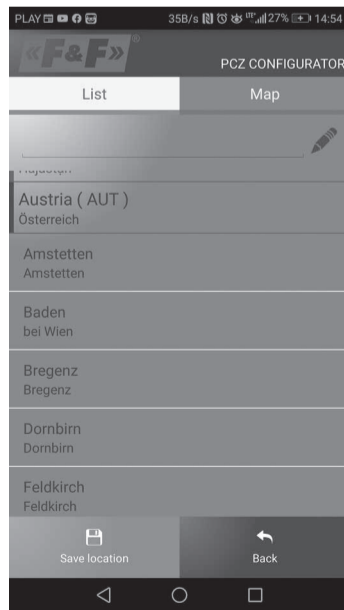 PLAY 35B/s 27% 14:54
«F&F»®
PCZ CONFIGURATOR
List Map
Austria ( AUT )
Österreich
Amstetten
Amstetten
Baden
bei Wien
Bregenz
Bregenz
Dornbirn
Dornbirn
Feldkirch
Feldkirch
Save location Back